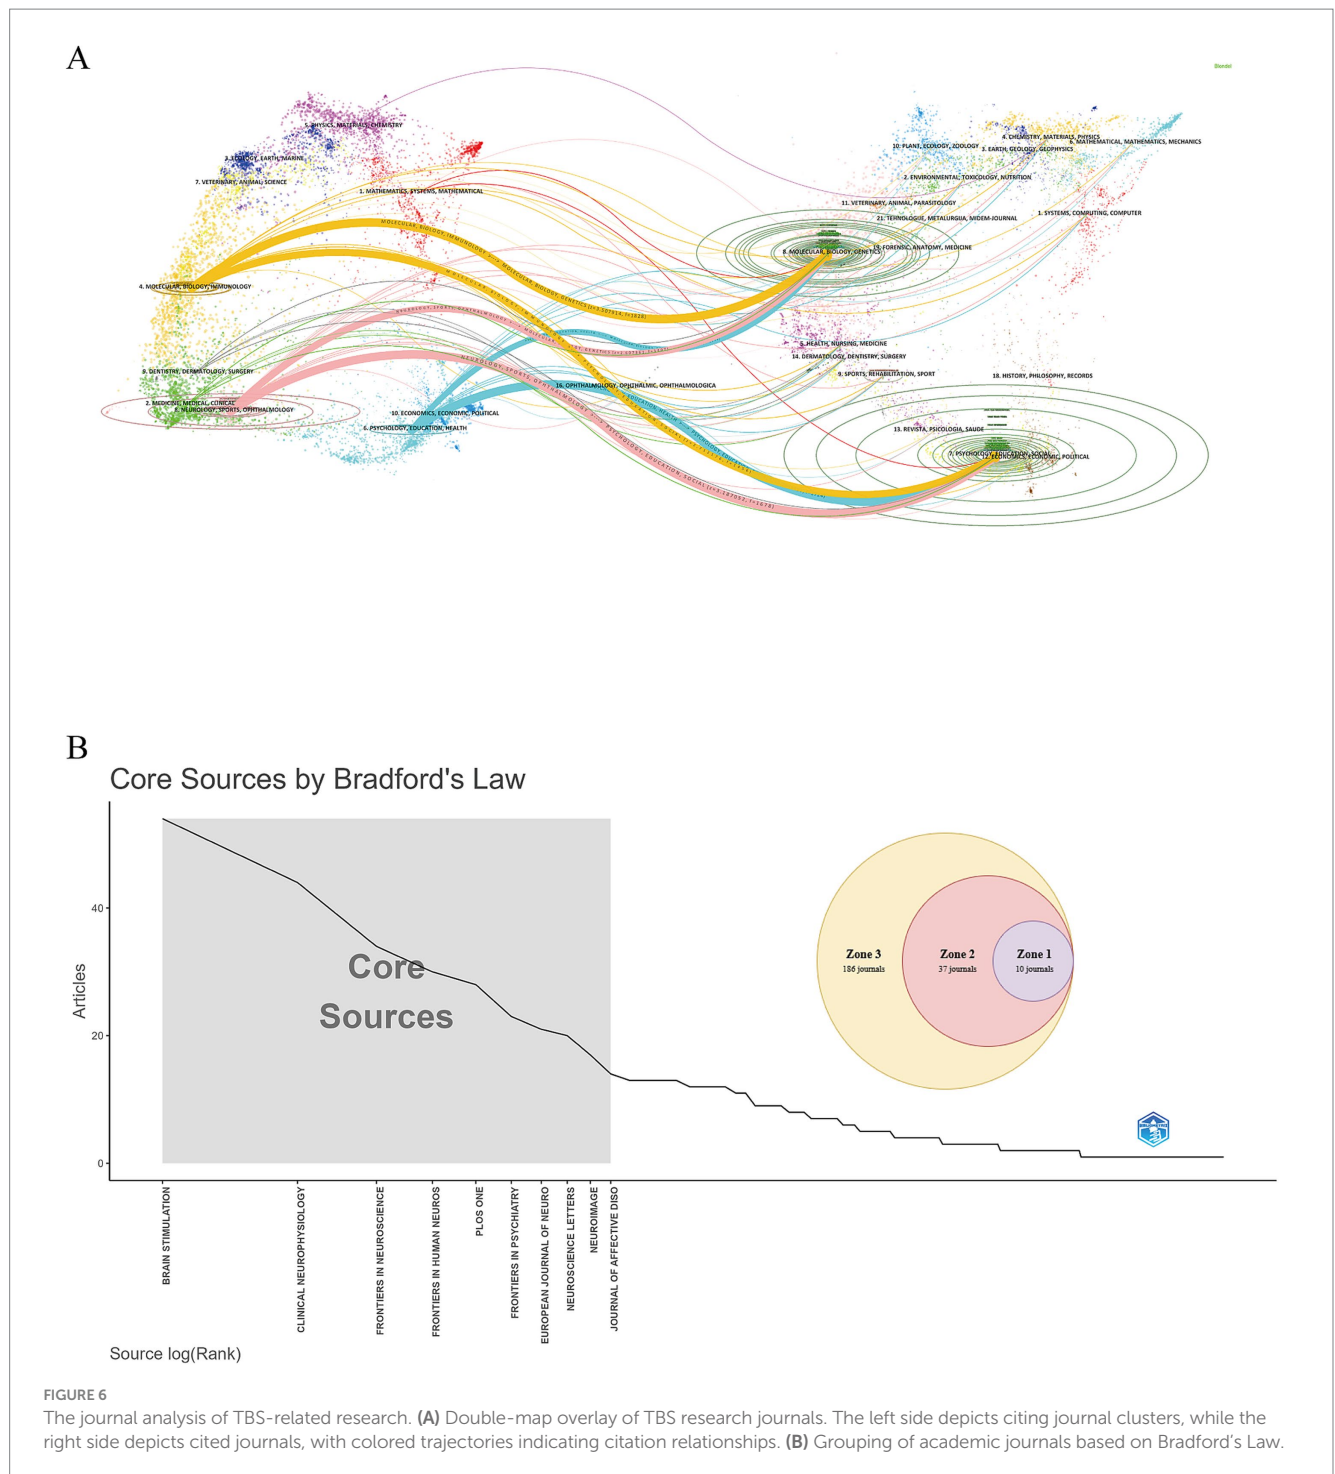 A
Blondel
5. PHYSICS, MATERIALS, CHEMISTRY
3. ECOLOGY, EARTH, MARINE
7. VETERINARY, ANIMAL, SCIENCE
1. MATHEMATICS, SYSTEMS, MATHEMATICAL
4. MOLECULAR, BIOLOGY, IMMUNOLOGY
9. DENTISTRY, DERMATOLOGY, SURGERY
2. MEDICINE, MEDICAL, CLINICAL
8. NEUROLOGY, SPORTS, OPHTHALMOLOGY
10. ECONOMICS, ECONOMIC, POLITICAL
6. PSYCHOLOGY, EDUCATION, HEALTH
16. OPHTHALMOLOGY, OPHTHALMIC, OPHTHALMOLOGICA
4. CHEMISTRY, MATERIALS, PHYSICS
6. MATHEMATICAL, MATHEMATICS, MECHANICS
10. PLANT, ECOLOGY, ZOOLOGY
3. EARTH, GEOLOGY, GEOPHYSICS
2. ENVIRONMENTAL, TOXICOLOGY, NUTRITION
11. VETERINARY, ANIMAL, PARASITOLOGY
1. SYSTEMS, COMPUTING, COMPUTER
21. TEHNOLOGIJE, METALURGIJA, MIDEM-JOURNAL
19. FORENSIC, ANATOMY, MEDICINE
8. MOLECULAR, BIOLOGY, GENETICS
5. HEALTH, NURSING, MEDICINE
14. DERMATOLOGY, DENTISTRY, SURGERY
9. SPORTS, REHABILITATION, SPORT
18. HISTORY, PHILOSOPHY, RECORDS
13. REVISTA, PSICOLOGIA, SAUDE
7. PSYCHOLOGY, EDUCATION, SOCIAL
12. ECONOMICS, ECONOMIC, POLITICAL
B
Core Sources by Bradford's Law
Articles
40
20
0
Core
Sources
Zone 3
186 journals
Zone 2
37 journals
Zone 1
10 journals
BIBLIOMETRIX
BRAIN STIMULATION
CLINICAL NEUROPHYSIOLOGY
FRONTIERS IN NEUROSCIENCE
FRONTIERS IN HUMAN NEUROS
PLOS ONE
FRONTIERS IN PSYCHIATRY
EUROPEAN JOURNAL OF NEURO
NEUROSCIENCE LETTERS
NEUROIMAGE
JOURNAL OF AFFECTIVE DISO
Source log(Rank)
FIGURE 6
The journal analysis of TBS-related research. (A) Double-map overlay of TBS research journals. The left side depicts citing journal clusters, while the
right side depicts cited journals, with colored trajectories indicating citation relationships. (B) Grouping of academic journals based on Bradford's Law.